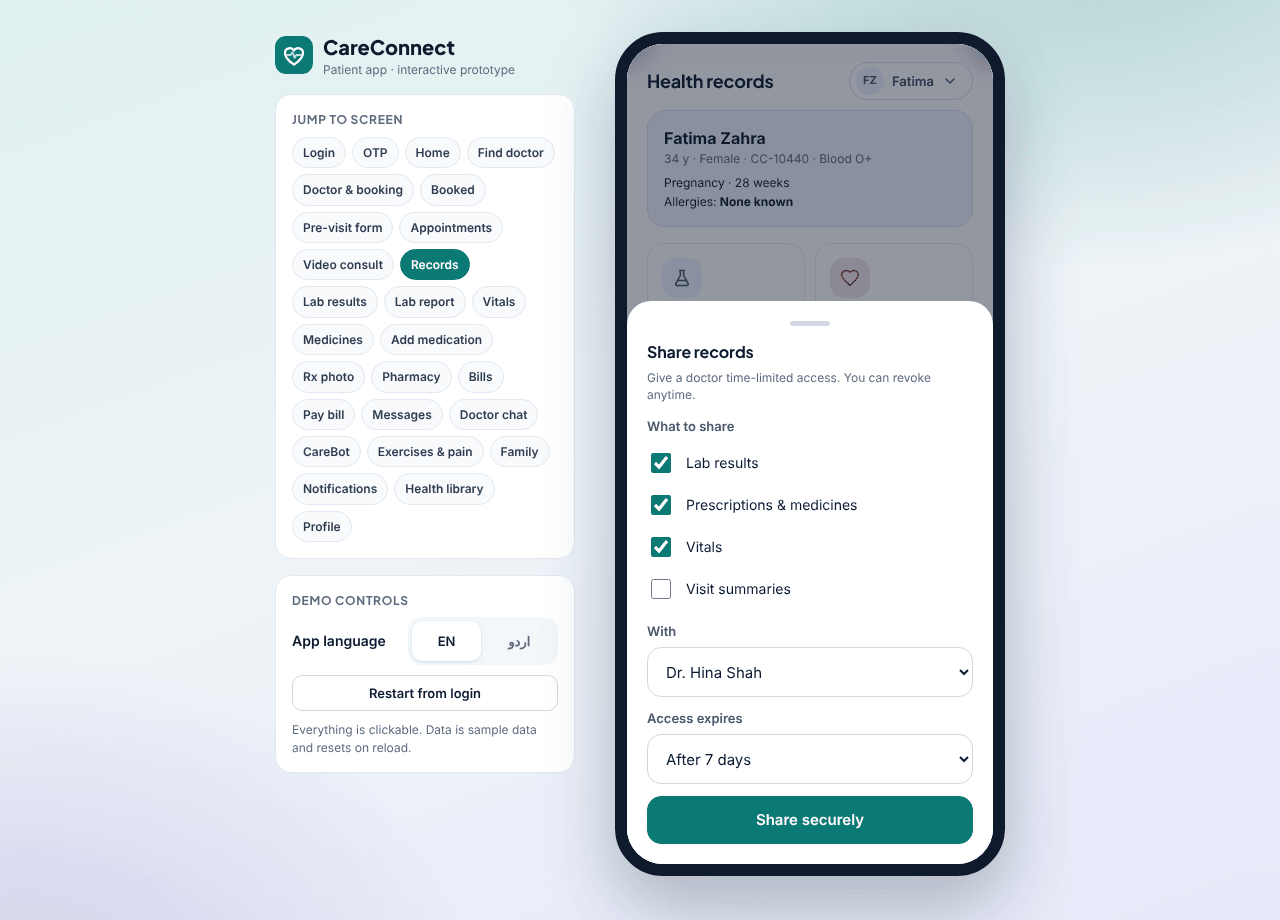 CareConnect
Patient app · interactive prototype
JUMP TO SCREEN
Login
OTP
Home
Find doctor
Doctor & booking
Booked
Pre-visit form
Appointments
Video consult
Records
Lab results
Lab report
Vitals
Medicines
Add medication
Rx photo
Pharmacy
Bills
Pay bill
Messages
Doctor chat
CareBot
Exercises & pain
Family
Notifications
Health library
Profile
DEMO CONTROLS
App language
EN
اردو
Restart from login
Everything is clickable. Data is sample data
and resets on reload.
Health records
FZ
Fatima
Fatima Zahra
34 y · Female · CC-10440 · Blood O+
Pregnancy · 28 weeks
Allergies: None known
Share records
Give a doctor time-limited access. You can revoke
anytime.
What to share
Lab results
Prescriptions & medicines
Vitals
Visit summaries
With
Dr. Hina Shah
Access expires
After 7 days
Share securely